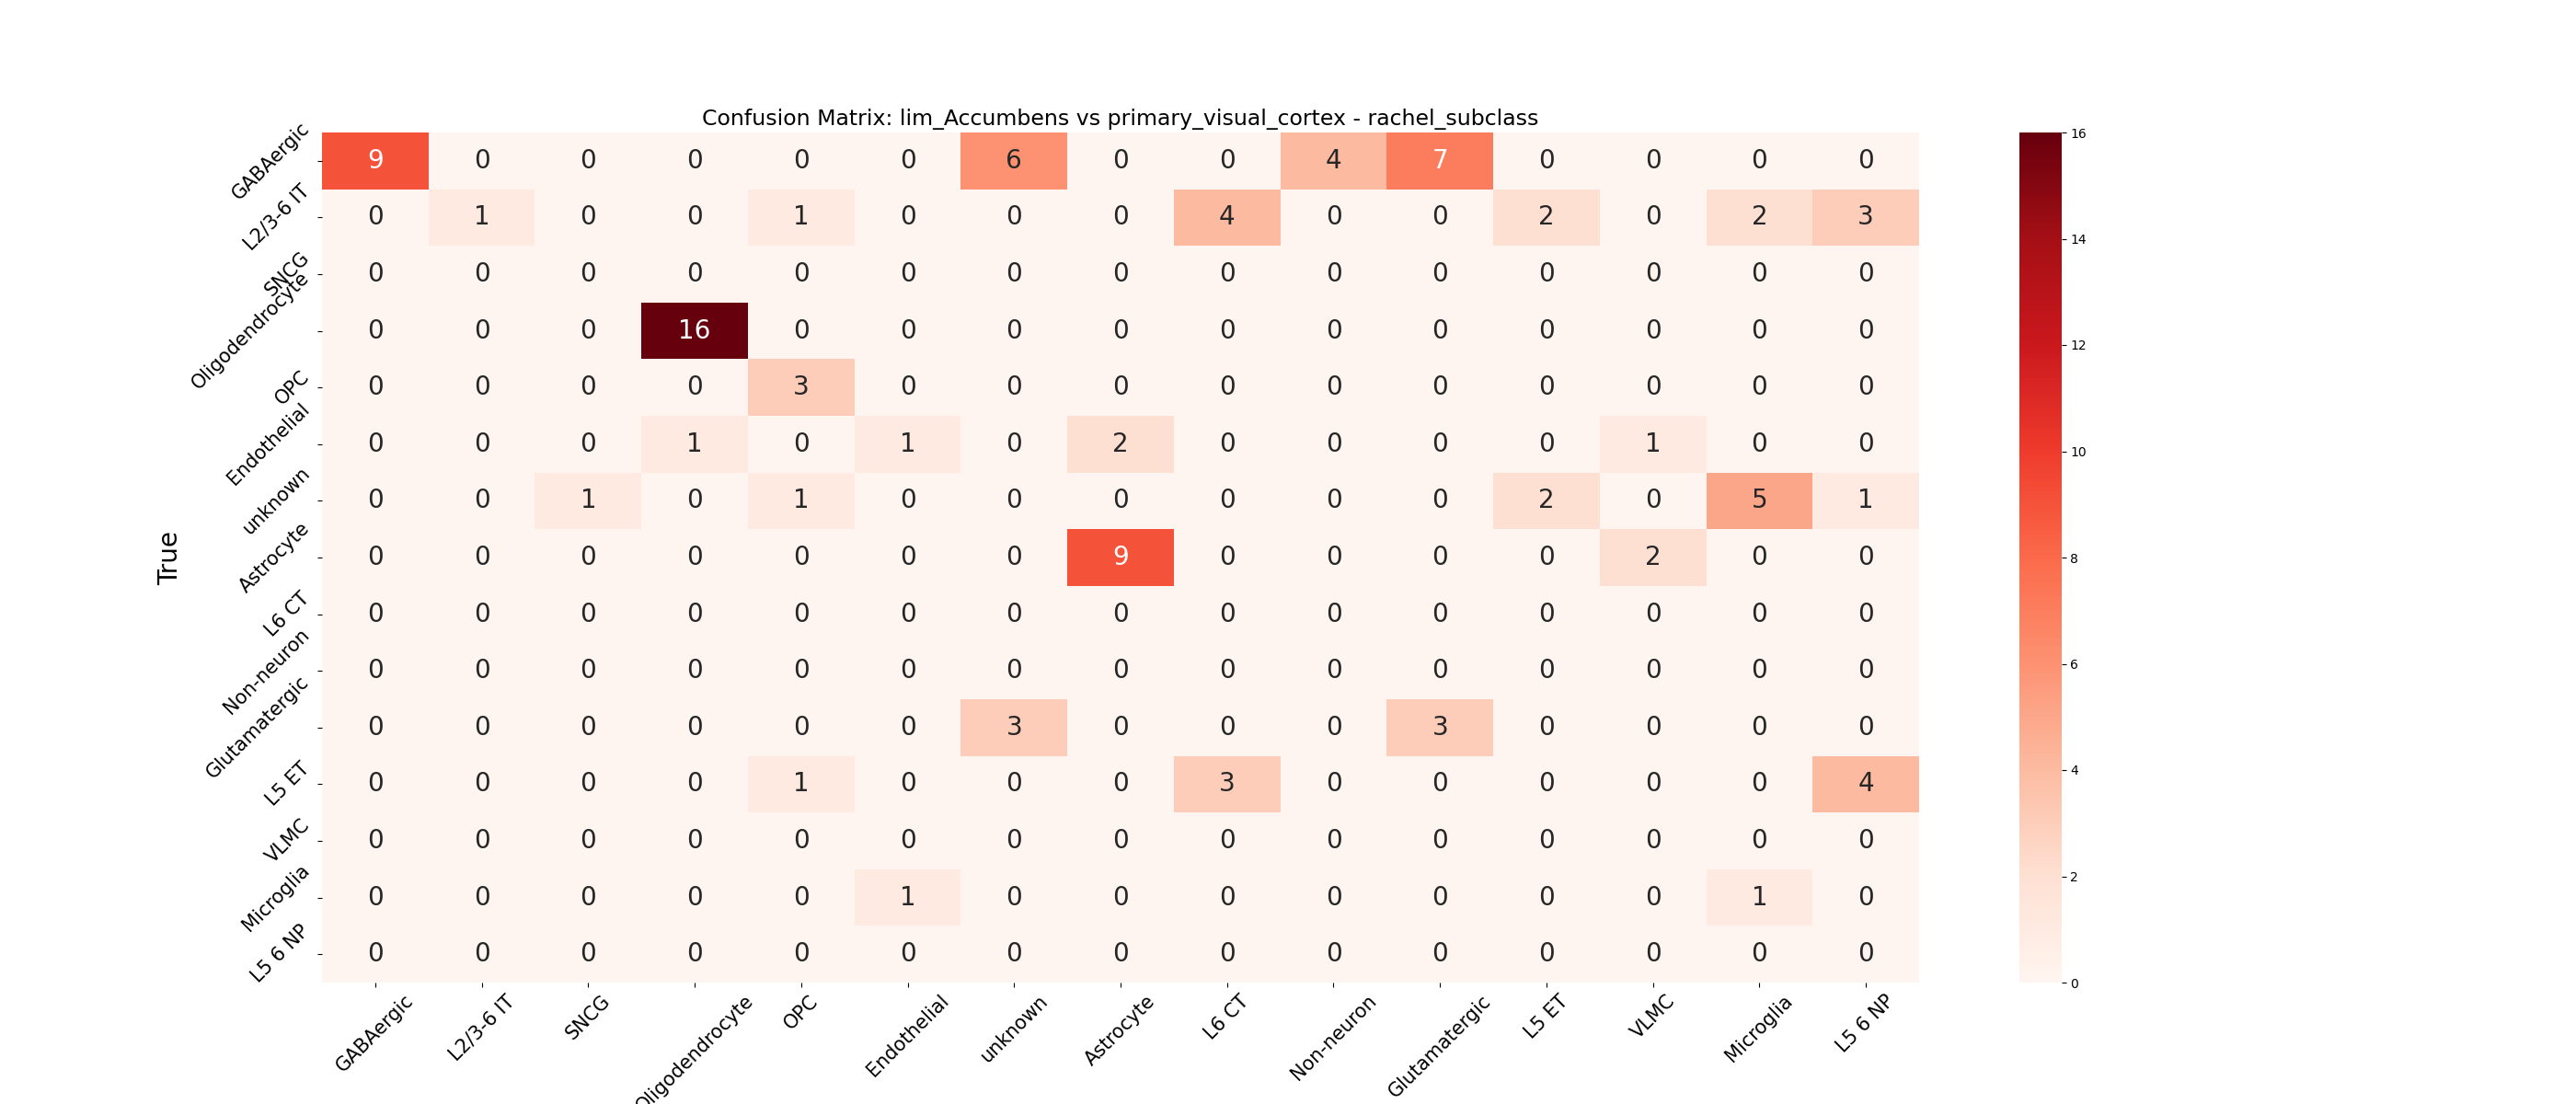 Confusion Matrix: lim_Accumbens vs primary_visual_cortex - rachel_subclass
True
GABAergic 9 0 0 0 0 0 6 0 0 4 7 0 0 0 0
L2/3-6 IT 0 1 0 0 1 0 0 0 4 0 0 2 0 2 3
SNCG 0 0 0 0 0 0 0 0 0 0 0 0 0 0 0
Oligodendrocyte 0 0 0 16 0 0 0 0 0 0 0 0 0 0 0
OPC 0 0 0 0 3 0 0 0 0 0 0 0 0 0 0
Endothelial 0 0 0 1 0 1 0 2 0 0 0 0 1 0 0
unknown 0 0 1 0 1 0 0 0 0 0 0 2 0 5 1
Astrocyte 0 0 0 0 0 0 0 9 0 0 0 0 2 0 0
L6 CT 0 0 0 0 0 0 0 0 0 0 0 0 0 0 0
Non-neuron 0 0 0 0 0 0 0 0 0 0 0 0 0 0 0
Glutamatergic 0 0 0 0 0 0 3 0 0 0 3 0 0 0 0
L5 ET 0 0 0 0 1 0 0 0 3 0 0 0 0 0 4
VLMC 0 0 0 0 0 0 0 0 0 0 0 0 0 0 0
Microglia 0 0 0 0 0 1 0 0 0 0 0 0 0 1 0
L5 6 NP 0 0 0 0 0 0 0 0 0 0 0 0 0 0 0
GABAergic L2/3-6 IT SNCG Oligodendrocyte OPC Endothelial unknown Astrocyte L6 CT Non-neuron Glutamatergic L5 ET VLMC Microglia L5 6 NP
16
14
12
10
8
6
4
2
0